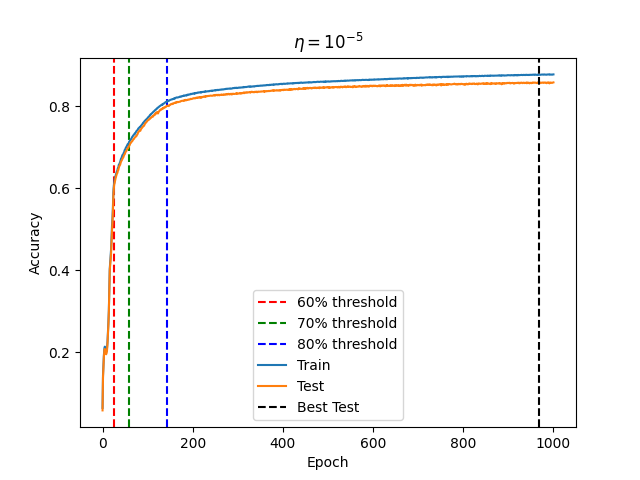 η = 10⁻⁵
Accuracy
0.8
0.6
0.4
0.2
60% threshold
70% threshold
80% threshold
Train
Test
Best Test
0 200 400 600 800 1000
Epoch